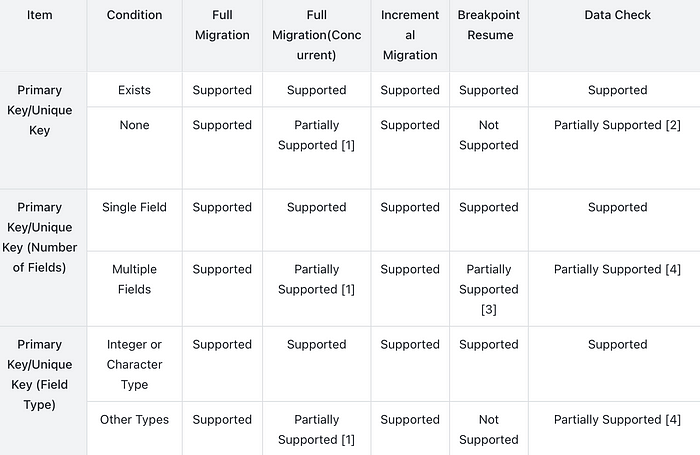 Item
Condition
Full
Migration
Full
Migration(Conc
urrent)
Increment
al
Migration
Breakpoint
Resume
Data Check
Primary
Key/Unique
Key
Exists
Supported
Supported
Supported
Supported
Supported
None
Supported
Partially
Supported [1]
Supported
Not
Supported
Partially Supported [2]
Primary
Key/Unique
Key (Number
of Fields)
Single Field
Supported
Supported
Supported
Supported
Supported
Multiple
Fields
Supported
Partially
Supported [1]
Supported
Partially
Supported
[3]
Partially Supported [4]
Primary
Key/Unique
Key (Field
Type)
Integer or
Character
Type
Supported
Supported
Supported
Supported
Supported
Other Types
Supported
Partially
Supported [1]
Supported
Not
Supported
Partially Supported [4]